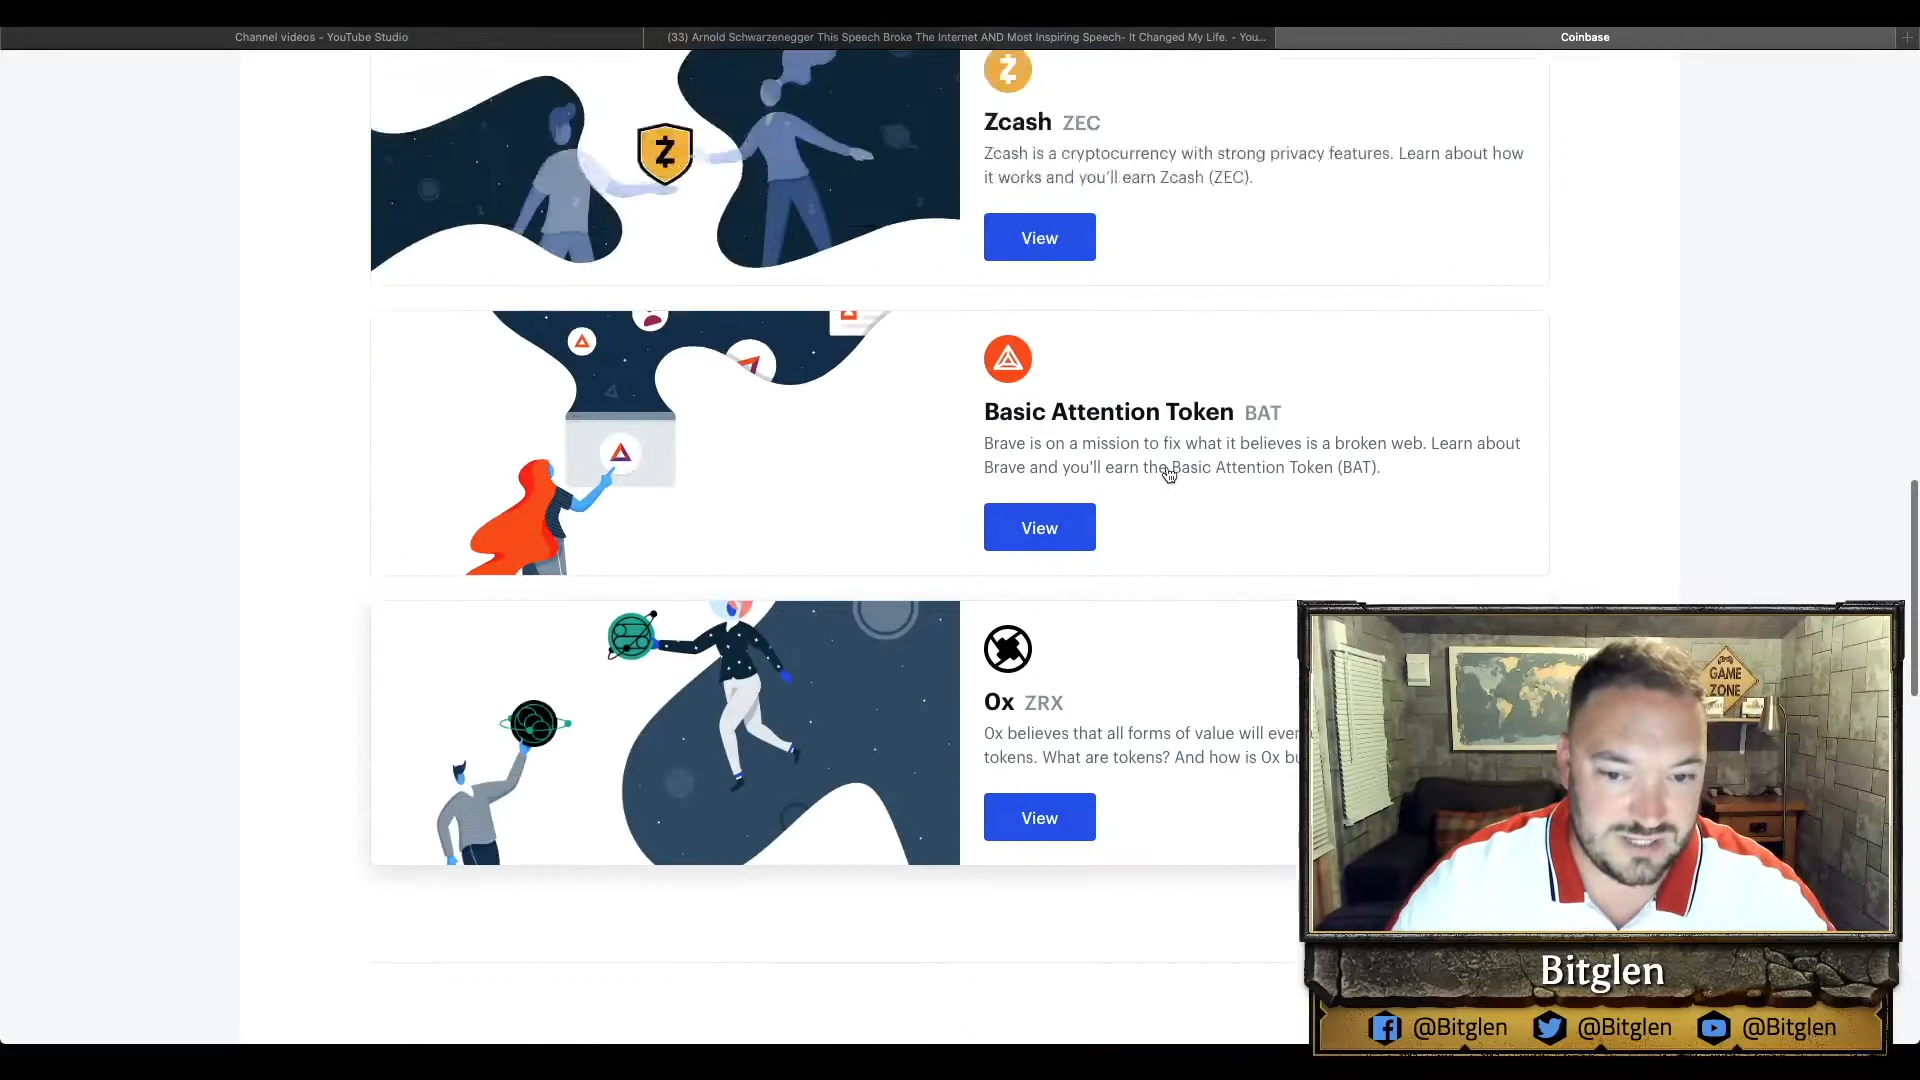 Channel videos - YouTube Studio
(33) Arnold Schwarzenegger This Speech Broke The Internet AND Most Inspiring Speech- It Changed My Life. - You...
Coinbase
Zcash ZEC
Zcash is a cryptocurrency with strong privacy features. Learn about how
it works and you'll earn Zcash (ZEC).
View
Basic Attention Token BAT
Brave is on a mission to fix what it believes is a broken web. Learn about
Brave and you'll earn the Basic Attention Token (BAT).
View
0x ZRX
0x believes that all forms of value will
tokens. What are tokens? And how is 0x
View
GAME
ZONE
Bitglen
@Bitglen @Bitglen @Bitglen